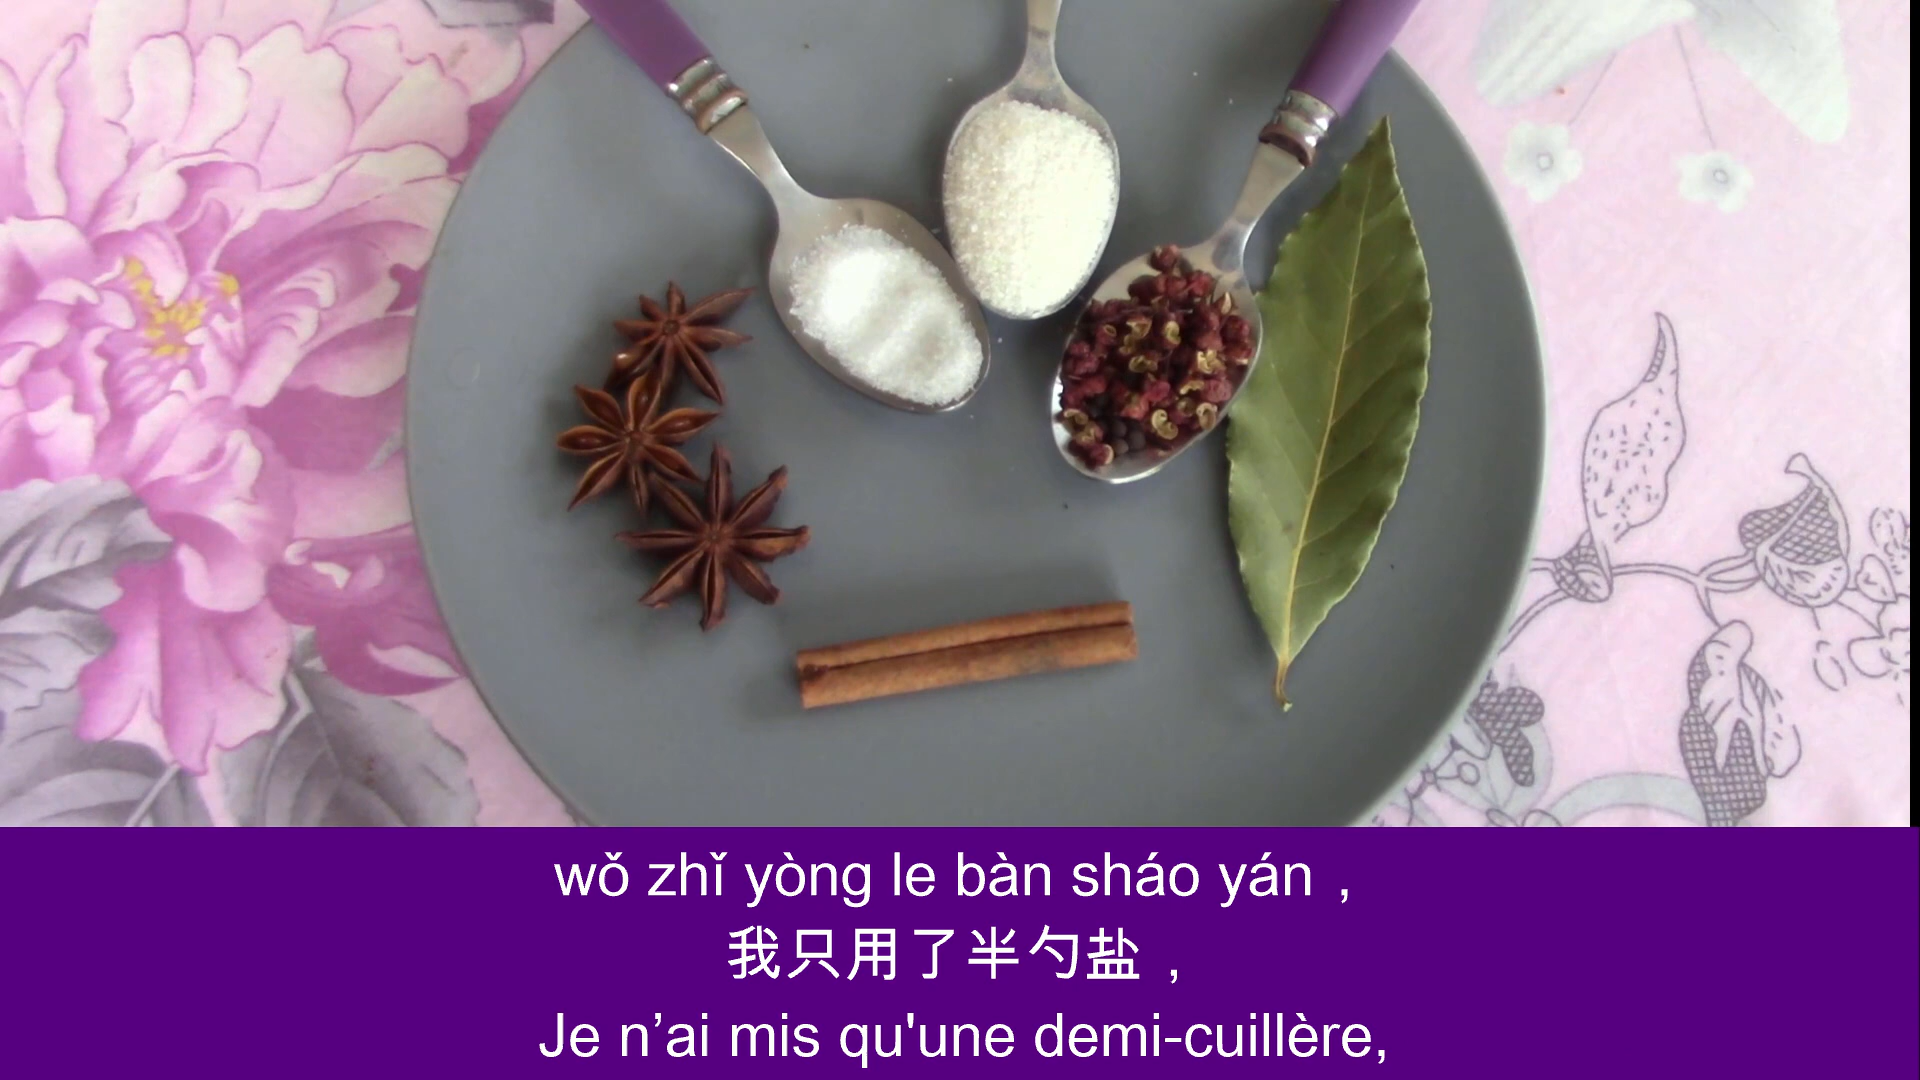 wǒ zhǐ yòng le bàn sháo yán，
我只用了半勺盐，
Je n’ai mis qu'une demi-cuillère,